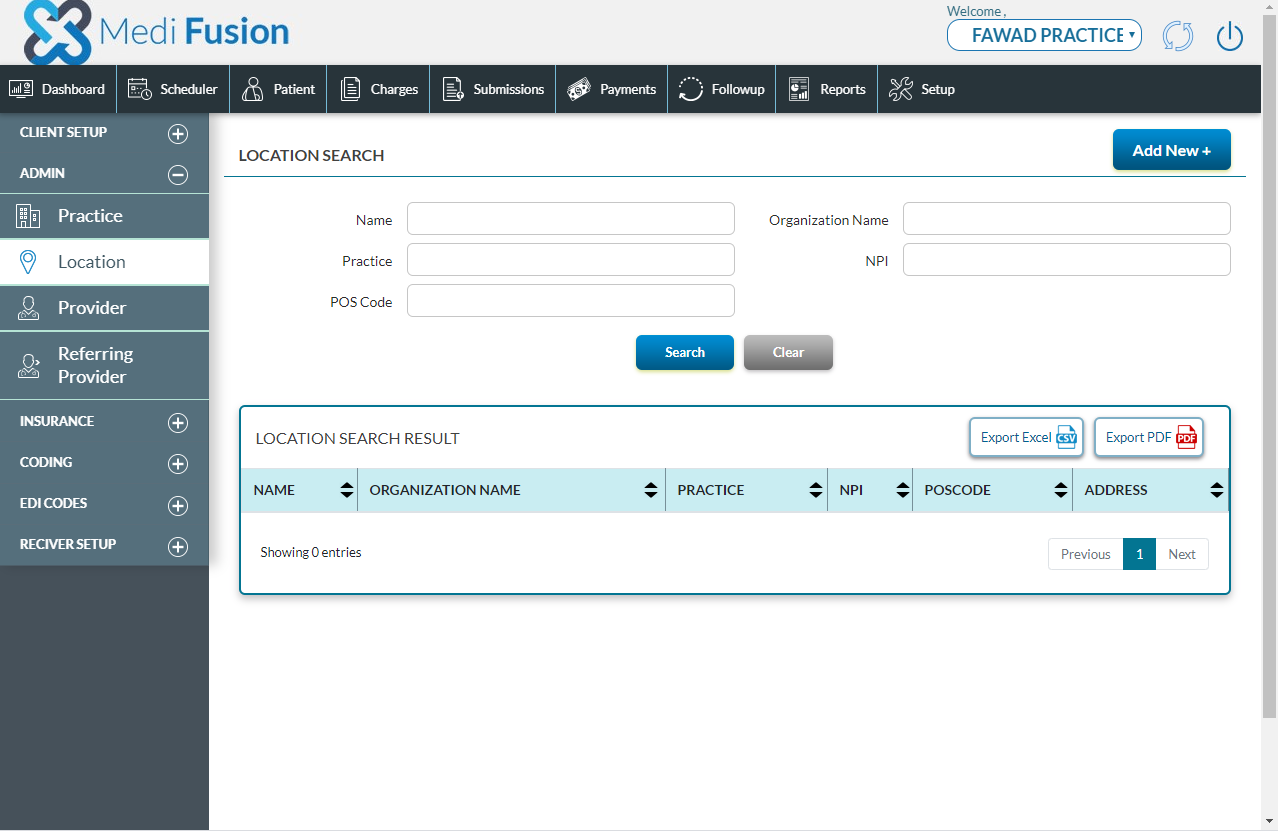 Welcome ,
Medi Fusion
FAWAD PRACTICE
Dashboard Scheduler Patient Charges Submissions Payments Followup Reports Setup
CLIENT SETUP
ADMIN
Practice
Location
Provider
Referring
Provider
INSURANCE
CODING
EDI CODES
RECIVER SETUP
LOCATION SEARCH
Add New +
Name
Organization Name
Practice
NPI
POS Code
Search
Clear
LOCATION SEARCH RESULT
Export Excel CSV
Export PDF PDF
NAME ORGANIZATION NAME PRACTICE NPI POSCODE ADDRESS
Showing 0 entries
Previous 1 Next